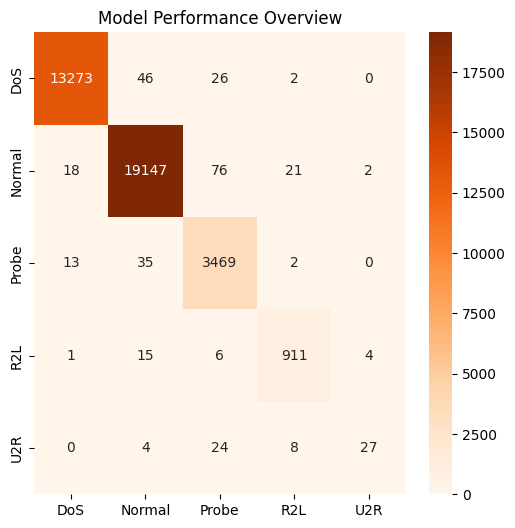 Model Performance Overview
DoS 13273 46 26 2 0
Normal 18 19147 76 21 2
Probe 13 35 3469 2 0
R2L 1 15 6 911 4
U2R 0 4 24 8 27
DoS Normal Probe R2L U2R
17500
15000
12500
10000
7500
5000
2500
0